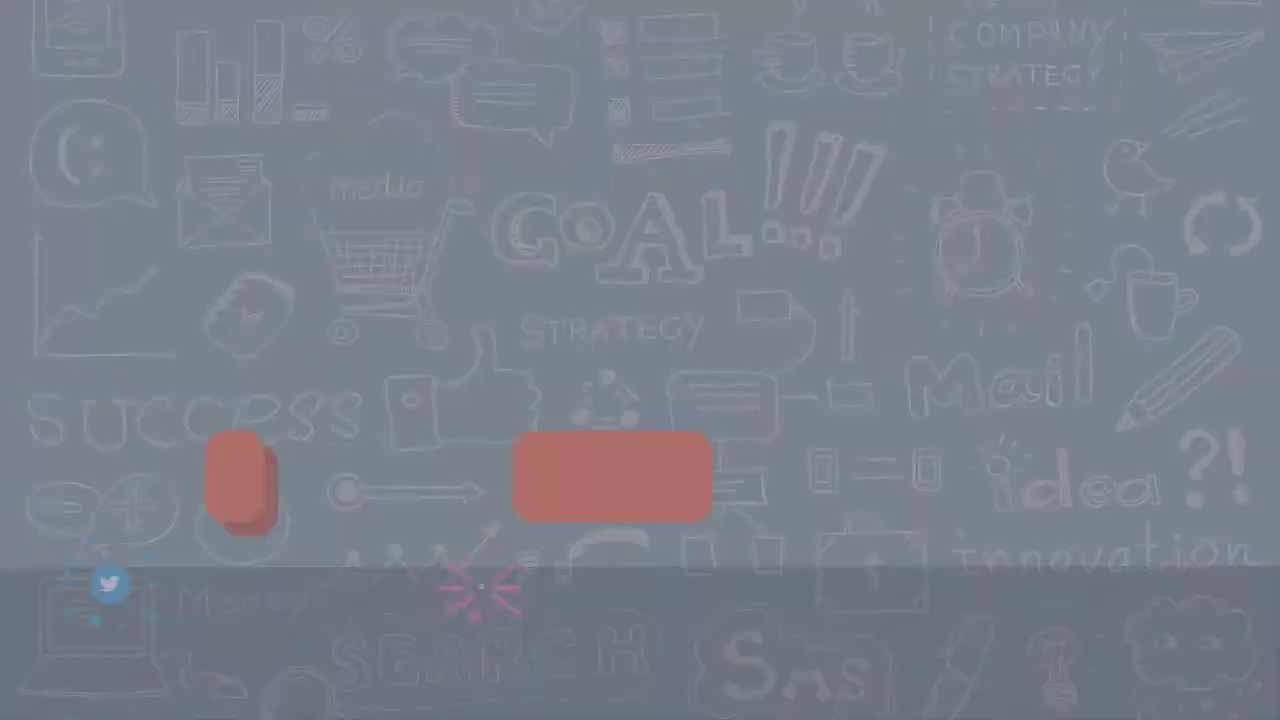 %
COMPANY
STRATEGY
media
GOAL!!!
STRATEGY
Mail
SUCCESS
idea ?!
innovation
Money
SEARCH
SMS